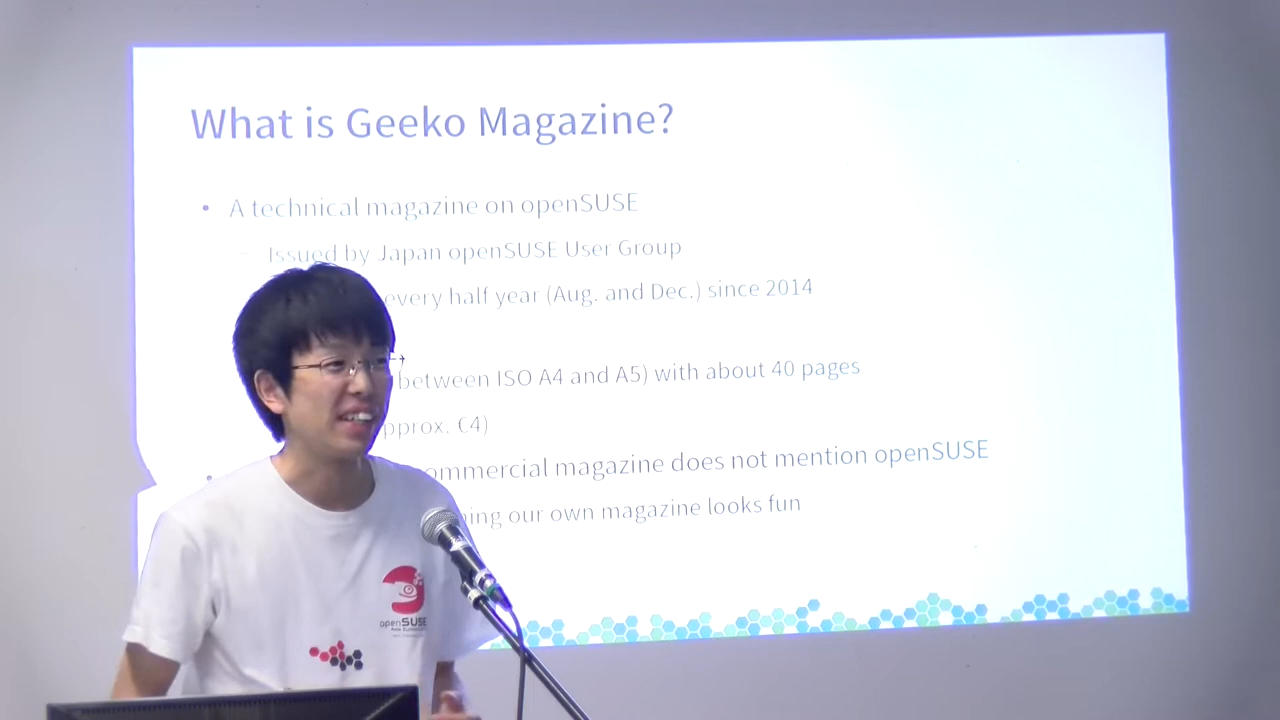 What is Geeko Magazine?
• A technical magazine on openSUSE
– Issued by Japan openSUSE User Group
every half year (Aug. and Dec.) since 2014
between ISO A4 and A5) with about 40 pages
pprox. €4)
• ommercial magazine does not mention openSUSE
ing our own magazine looks fun
openSUSE